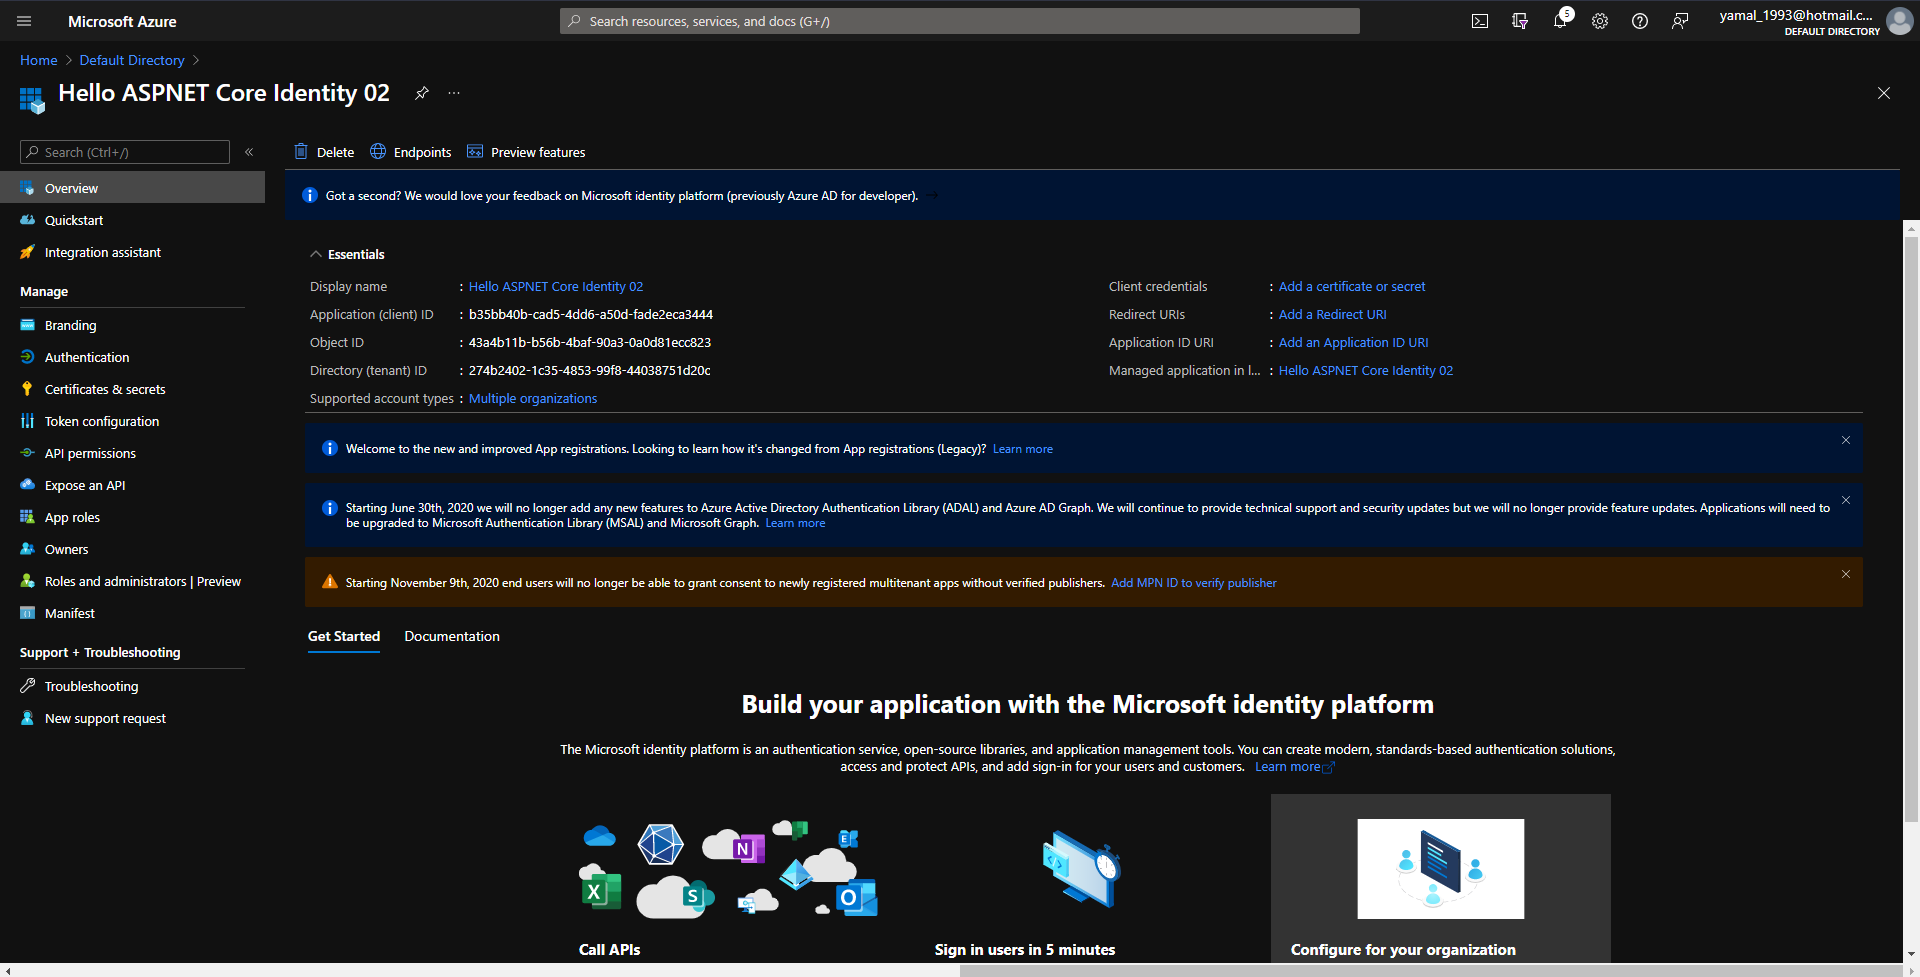 Microsoft Azure
Search resources, services, and docs (G+/)
5
yamal_1993@hotmail.c...
DEFAULT DIRECTORY
Home > Default Directory >
Hello ASPNET Core Identity 02
...
Search (Ctrl+/)
«
Delete
Endpoints
Preview features
Overview
Quickstart
Integration assistant
Manage
Branding
Authentication
Certificates & secrets
Token configuration
API permissions
Expose an API
App roles
Owners
Roles and administrators | Preview
Manifest
Support + Troubleshooting
Troubleshooting
New support request
Got a second? We would love your feedback on Microsoft identity platform (previously Azure AD for developer). →
Essentials
Display name : Hello ASPNET Core Identity 02
Application (client) ID : b35bb40b-cad5-4dd6-a50d-fade2eca3444
Object ID : 43a4b11b-b56b-4baf-90a3-0a0d81ecc823
Directory (tenant) ID : 274b2402-1c35-4853-99f8-44038751d20c
Supported account types : Multiple organizations
Client credentials : Add a certificate or secret
Redirect URIs : Add a Redirect URI
Application ID URI : Add an Application ID URI
Managed application in l... : Hello ASPNET Core Identity 02
Welcome to the new and improved App registrations. Looking to learn how it's changed from App registrations (Legacy)? Learn more
Starting June 30th, 2020 we will no longer add any new features to Azure Active Directory Authentication Library (ADAL) and Azure AD Graph. We will continue to provide technical support and security updates but we will no longer provide feature updates. Applications will need to
be upgraded to Microsoft Authentication Library (MSAL) and Microsoft Graph. Learn more
Starting November 9th, 2020 end users will no longer be able to grant consent to newly registered multitenant apps without verified publishers. Add MPN ID to verify publisher
Get Started
Documentation
Build your application with the Microsoft identity platform
The Microsoft identity platform is an authentication service, open-source libraries, and application management tools. You can create modern, standards-based authentication solutions,
access and protect APIs, and add sign-in for your users and customers. Learn more
N
E
X
S
O
Call APIs
Sign in users in 5 minutes
Configure for your organization